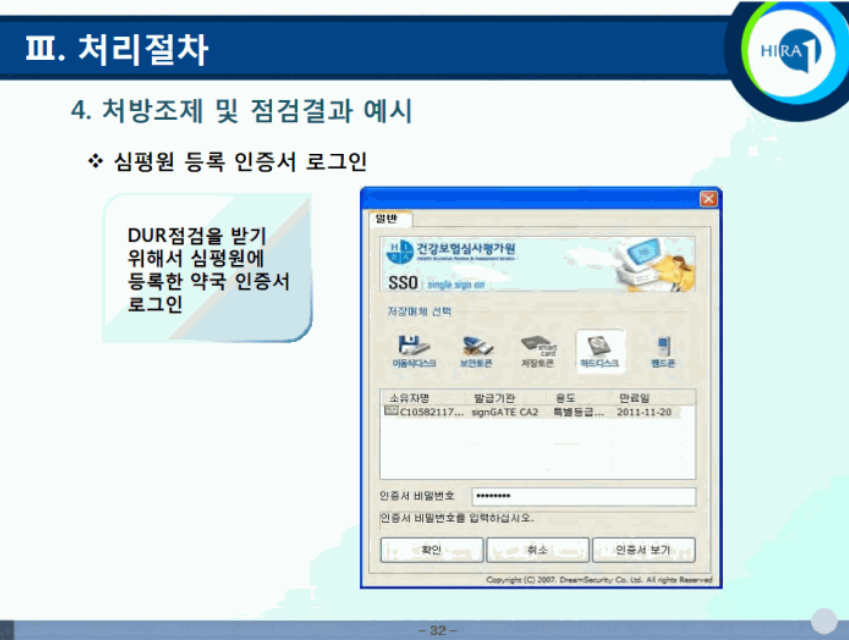 Ⅲ. 처리절차
HIRA
4. 처방조제 및 점검결과 예시
❖ 심평원 등록 인증서 로그인
DUR점검을 받기
위해서 심평원에
등록한 약국 인증서
로그인
일반
HIRA 건강보험심사평가원
Health Insurance Review & Assessment Service
SSO single sign on
저장매체 선택
이동식디스크 보안토큰 저장토큰 하드디스크 핸드폰
소유자명 발급기관 용도 만료일
C10582117... signGATE CA2 특별등급... 2011-11-20
인증서 비밀번호 ********
인증서 비밀번호를 입력하십시오.
확인 취소 인증서 보기
Copyright (C) 2007. DreamSecurity Co. Ltd. All rights Reserved
- 32 -